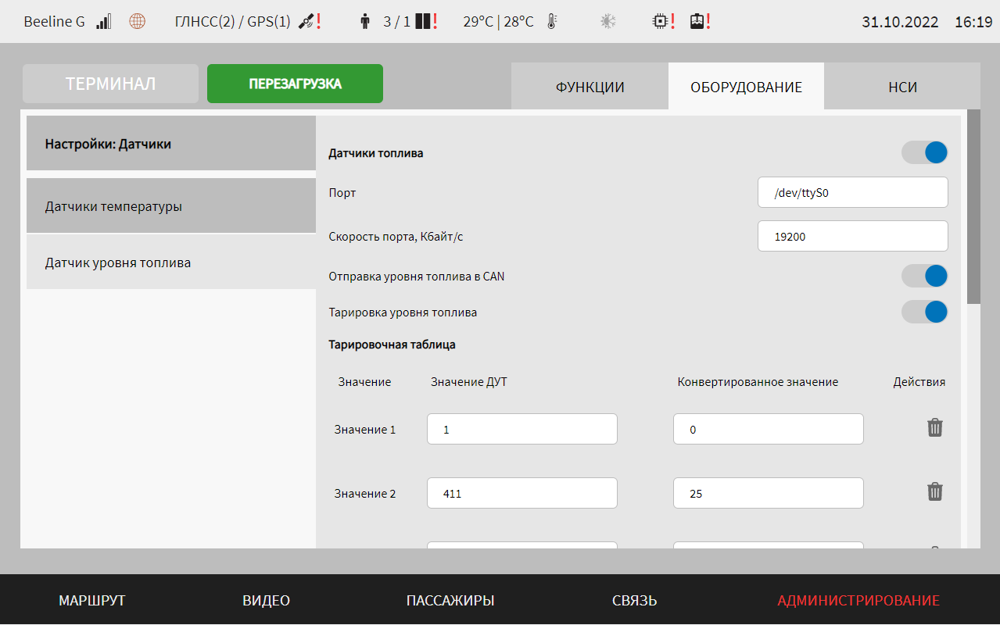 Beeline G ГЛНСС(2) / GPS(1) ! 3 / 1 ! 29°C | 28°C ! ! 31.10.2022 16:19
ТЕРМИНАЛ ПЕРЕЗАГРУЗКА ФУНКЦИИ ОБОРУДОВАНИЕ НСИ
Настройки: Датчики
Датчики температуры
Датчик уровня топлива
Датчики топлива
Порт /dev/ttyS0
Скорость порта, Кбайт/с 19200
Отправка уровня топлива в CAN
Тарировка уровня топлива
Тарировочная таблица
Значение Значение ДУТ Конвертированное значение Действия
Значение 1 1 0
Значение 2 411 25
МАРШРУТ ВИДЕО ПАССАЖИРЫ СВЯЗЬ АДМИНИСТРИРОВАНИЕ